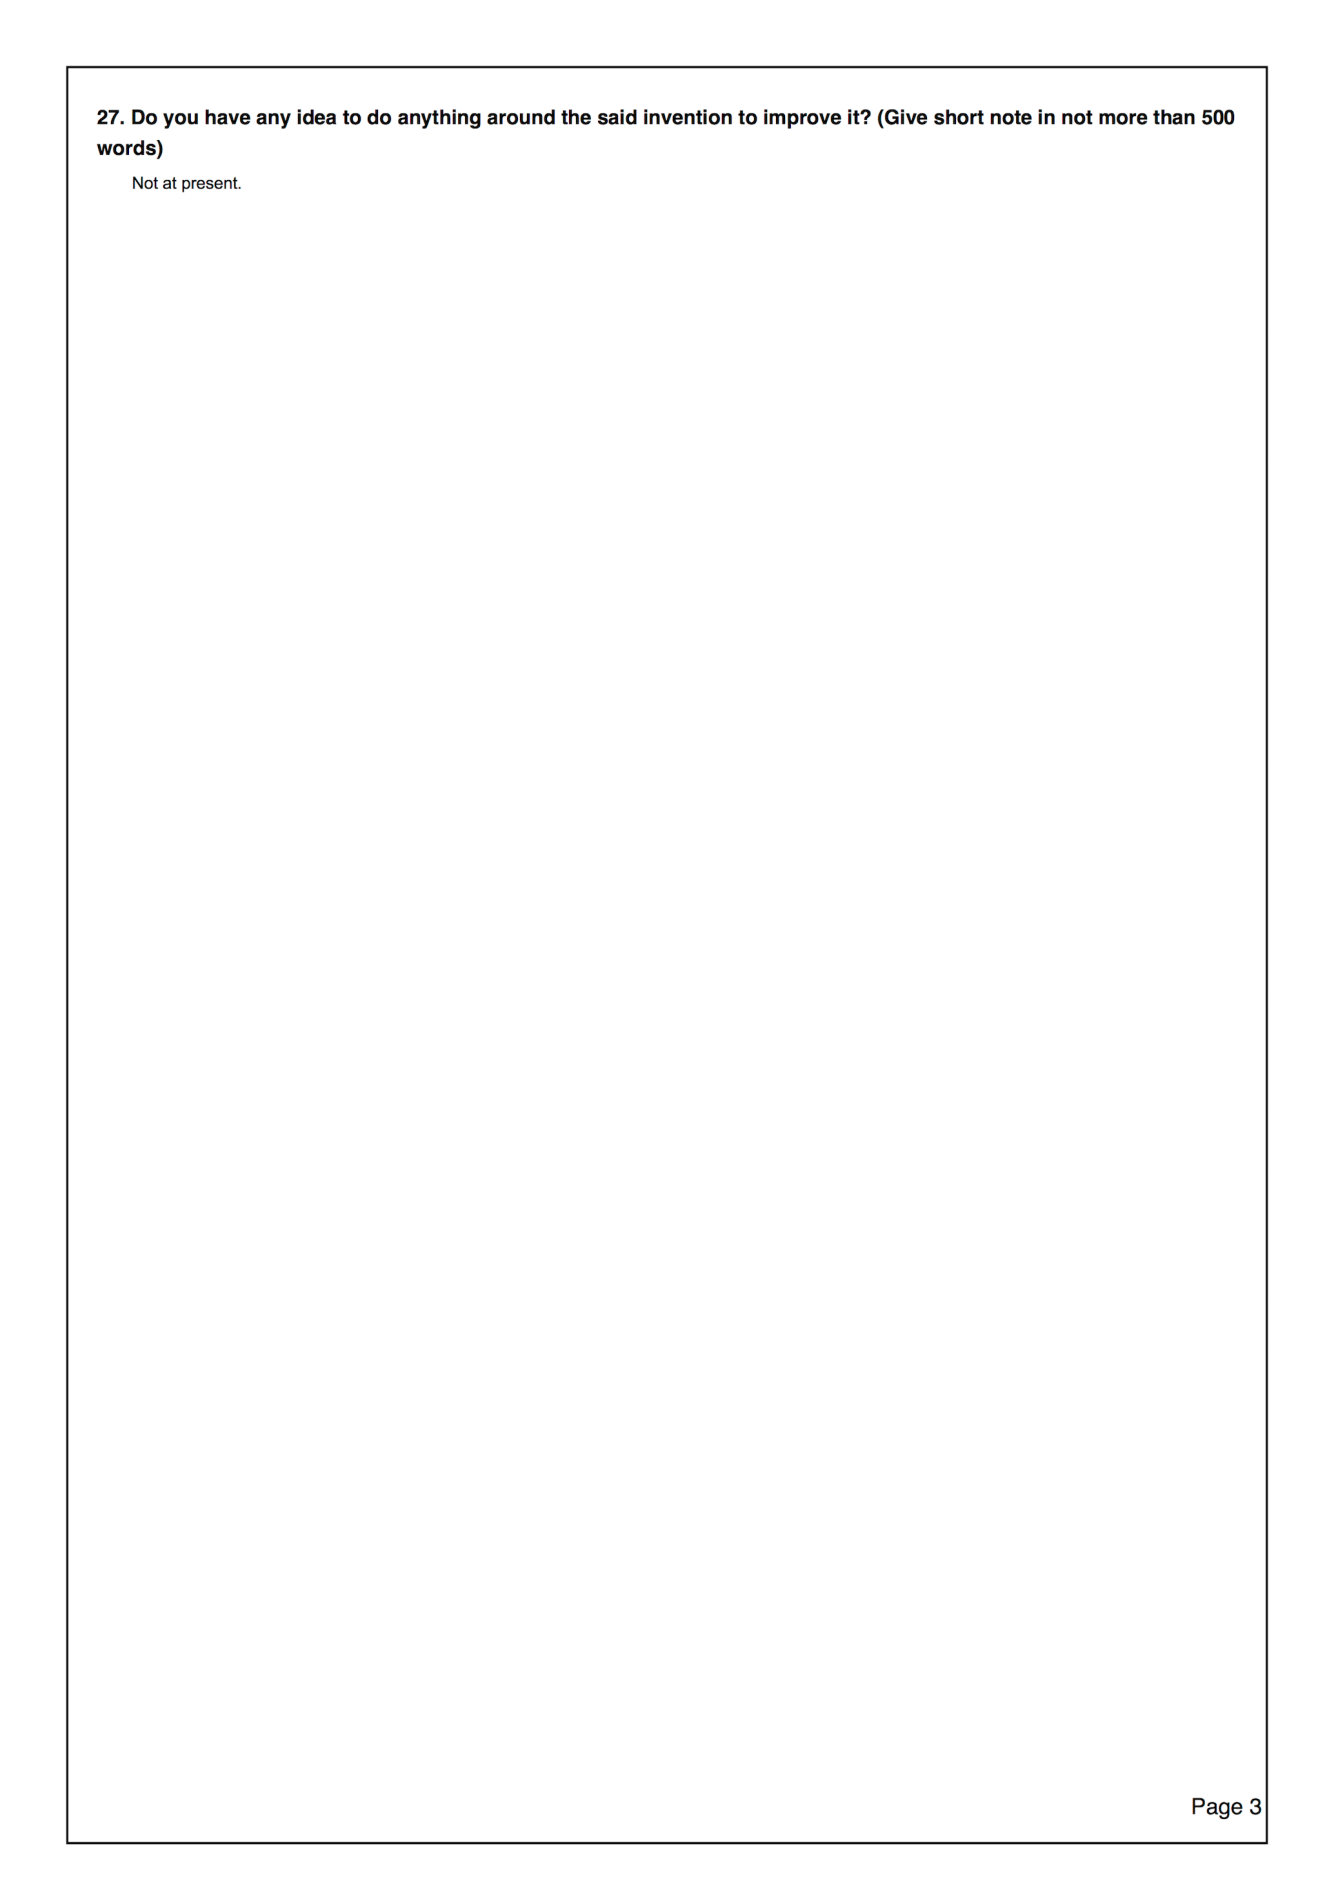 27. Do you have any idea to do anything around the said invention to improve it? (Give short note in not more than 500
words)
Not at present.
Page 3